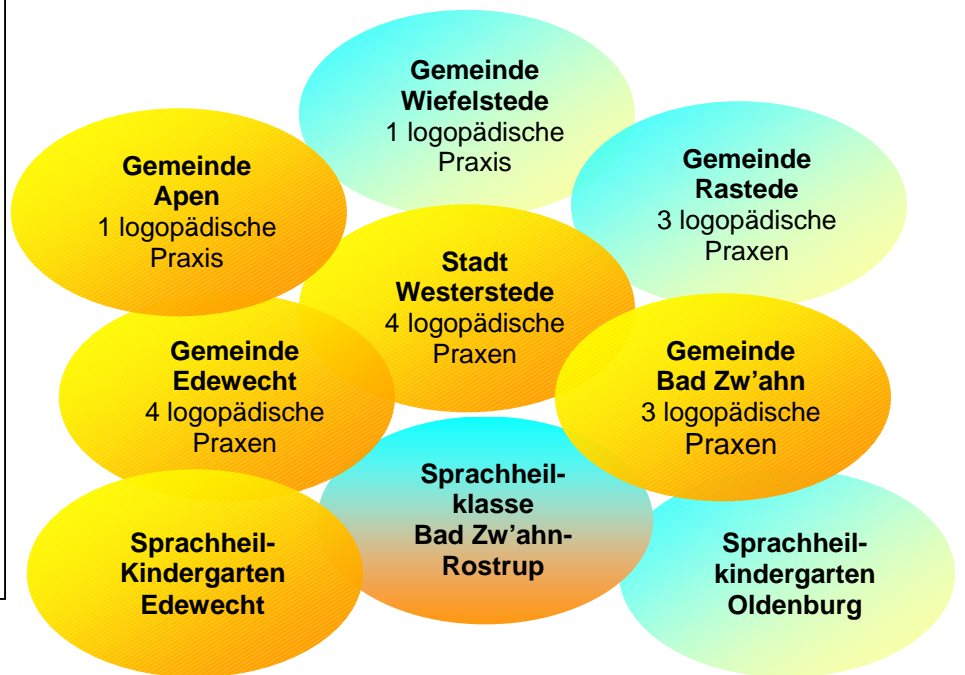 Gemeinde
Wiefelstede
1 logopädische
Praxis
Gemeinde
Apen
1 logopädische
Praxis
Gemeinde
Rastede
3 logopädische
Praxen
Stadt
Westerstede
4 logopädische
Praxen
Gemeinde
Edewecht
4 logopädische
Praxen
Gemeinde
Bad Zw’ahn
3 logopädische
Praxen
Sprachheil-
Kindergarten
Edewecht
Sprachheil-
klasse
Bad Zw’ahn-
Rostrup
Sprachheil-
kindergarten
Oldenburg